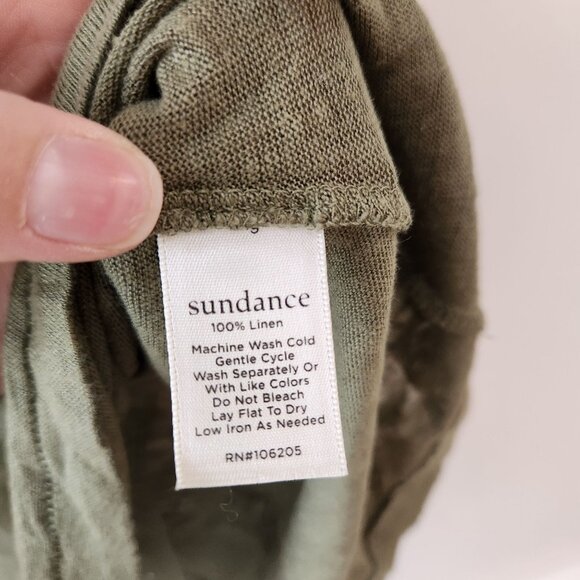 sundance
100% Linen
Machine Wash Cold
Gentle Cycle
Wash Separately Or
With Like Colors
Do Not Bleach
Lay Flat To Dry
Low Iron As Needed
RN#106205